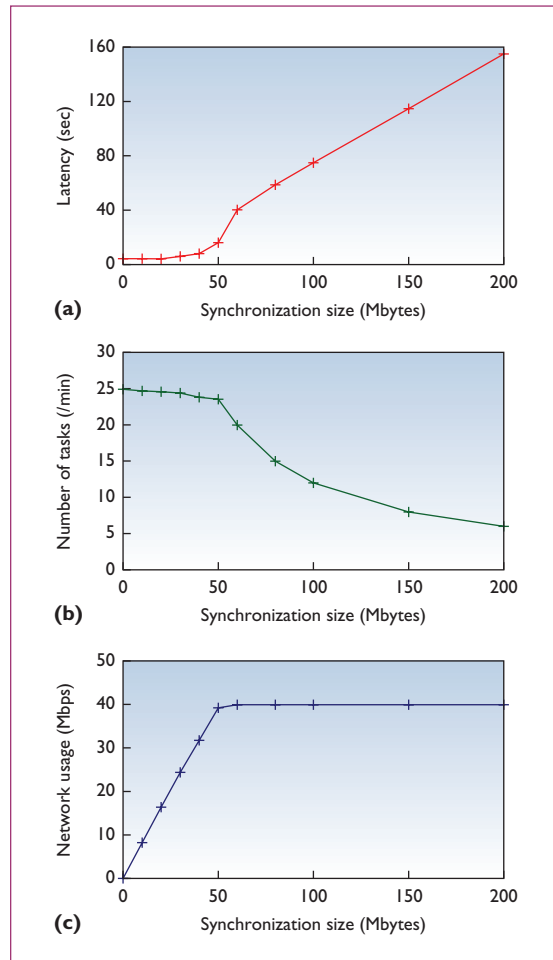 160
120
80
40
0
Latency (sec)
0 50 100 150 200
(a)
Synchronization size (Mbytes)
30
25
20
15
10
5
0
Number of tasks (/min)
0 50 100 150 200
(b)
Synchronization size (Mbytes)
50
40
30
20
10
0
Network usage (Mbps)
0 50 100 150 200
(c)
Synchronization size (Mbytes)